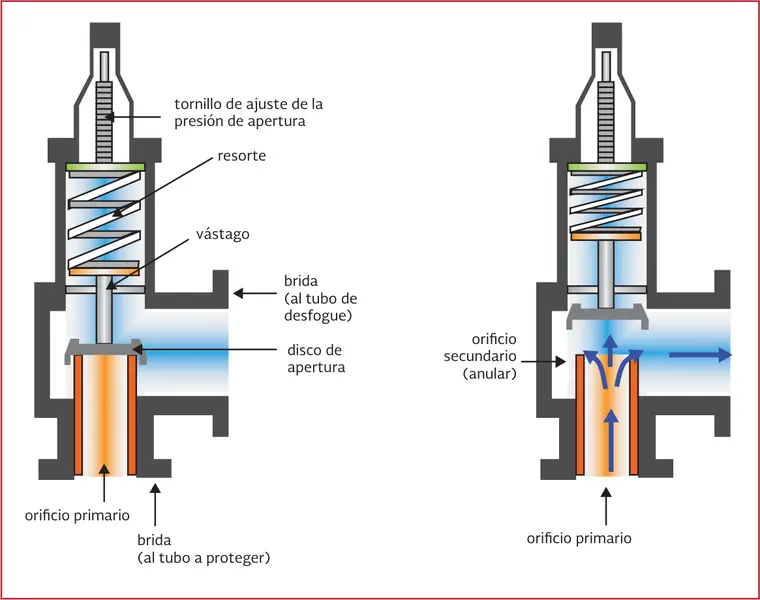 tornillo de ajuste de la
presión de apertura
resorte
vástago
brida
(al tubo de
desfogue)
disco de
apertura
orificio primario
brida
(al tubo a proteger)
orificio
secundario
(anular)
orificio primario